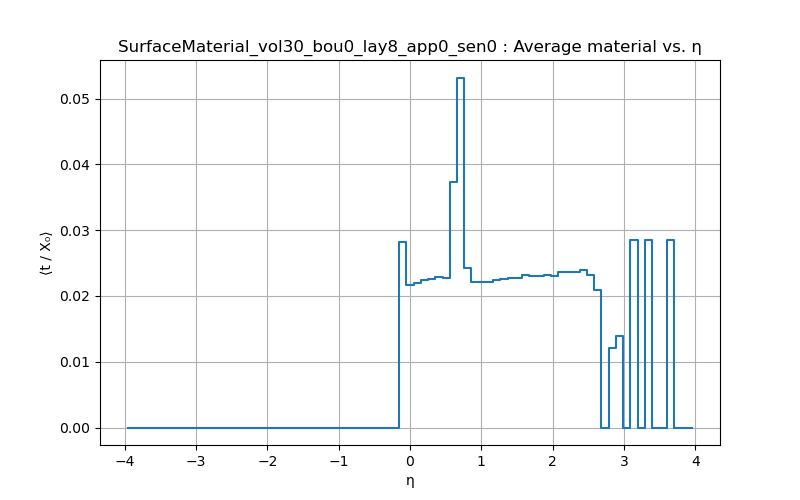 SurfaceMaterial_vol30_bou0_lay8_app0_sen0 : Average material vs. η
0.05
0.04
0.03
0.02
0.01
0.00
⟨t / X₀⟩
−4 −3 −2 −1 0 1 2 3 4
η